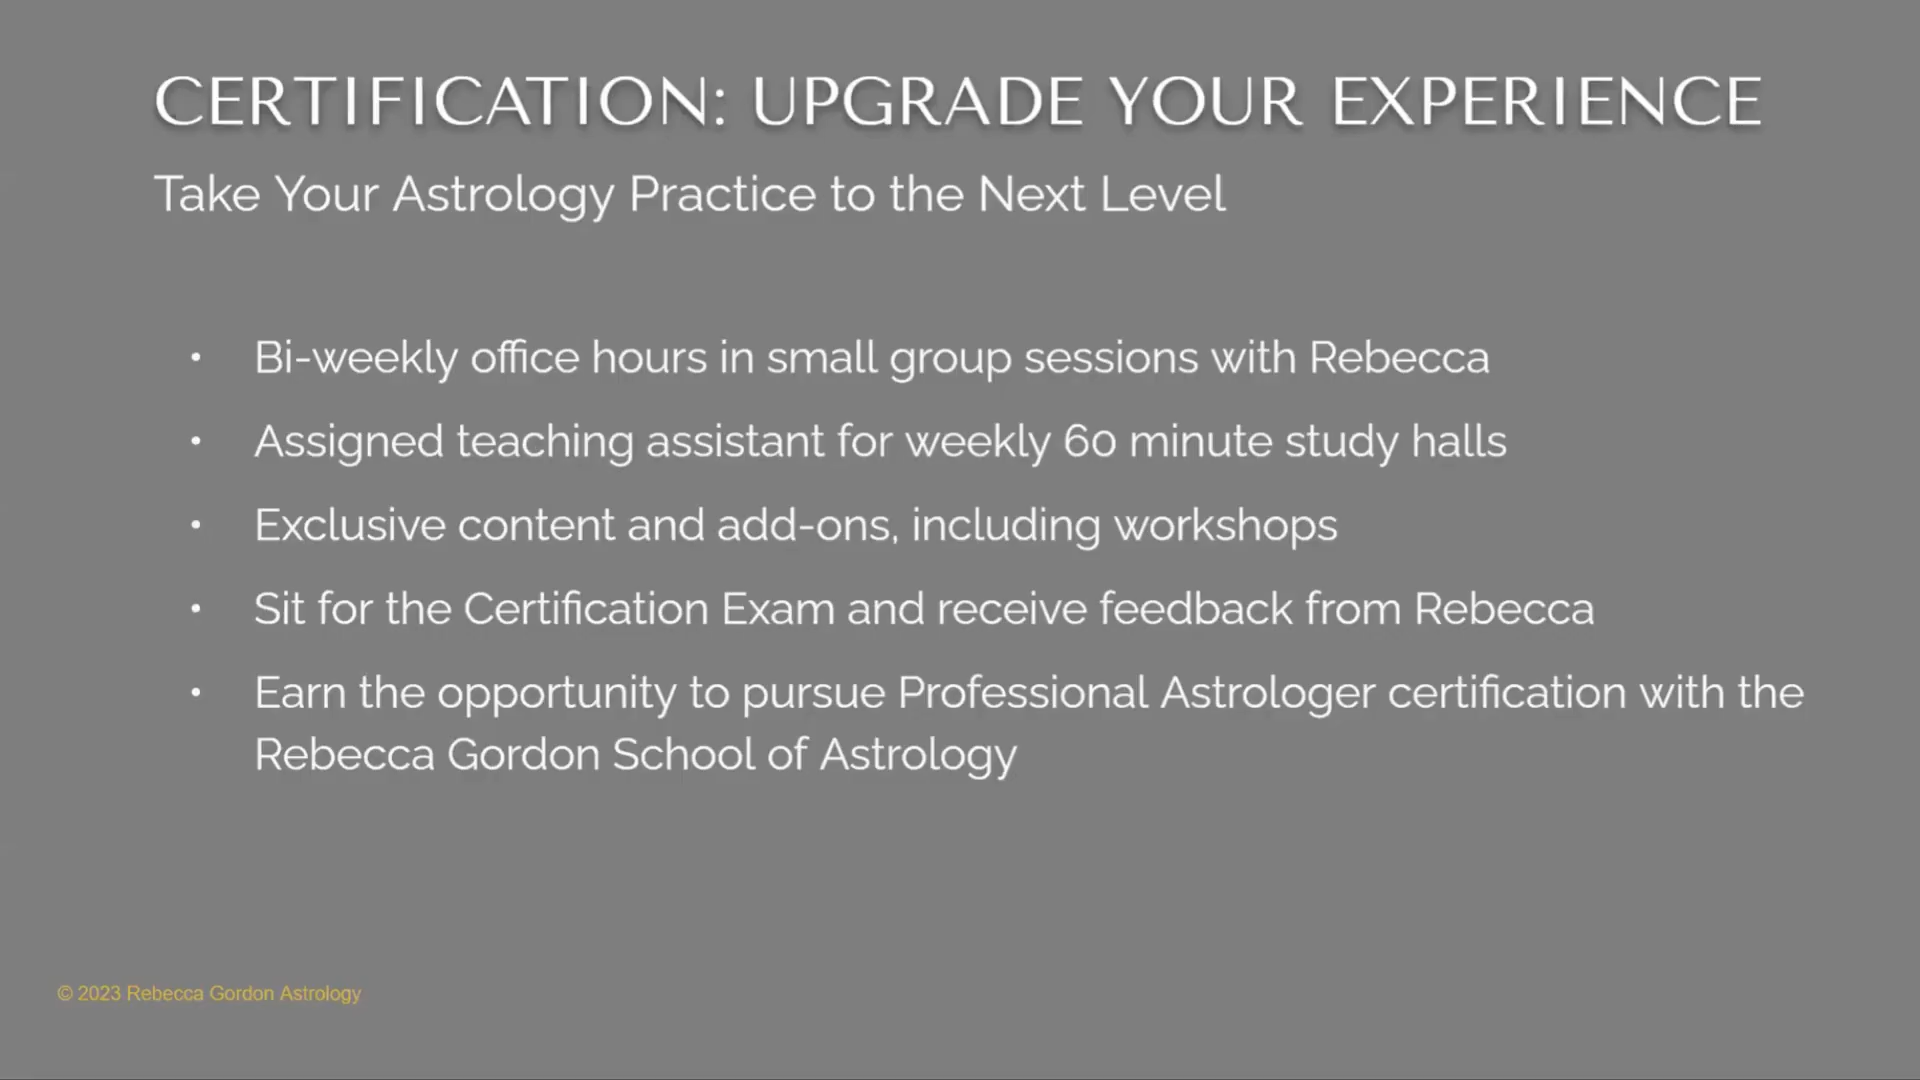 CERTIFICATION: UPGRADE YOUR EXPERIENCE
Take Your Astrology Practice to the Next Level
• Bi-weekly office hours in small group sessions with Rebecca
• Assigned teaching assistant for weekly 60 minute study halls
• Exclusive content and add-ons, including workshops
• Sit for the Certification Exam and receive feedback from Rebecca
• Earn the opportunity to pursue Professional Astrologer certification with the
Rebecca Gordon School of Astrology
© 2023 Rebecca Gordon Astrology